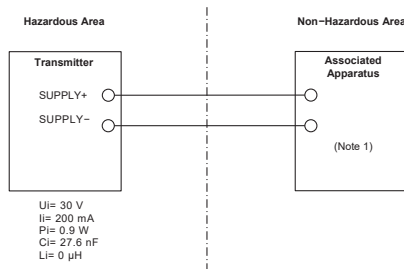 Hazardous Area
Non-Hazardous Area
Transmitter
SUPPLY+
SUPPLY-
Associated
Apparatus
(Note 1)
Ui= 30 V
Ii= 200 mA
Pi= 0.9 W
Ci= 27.6 nF
Li= 0 µH